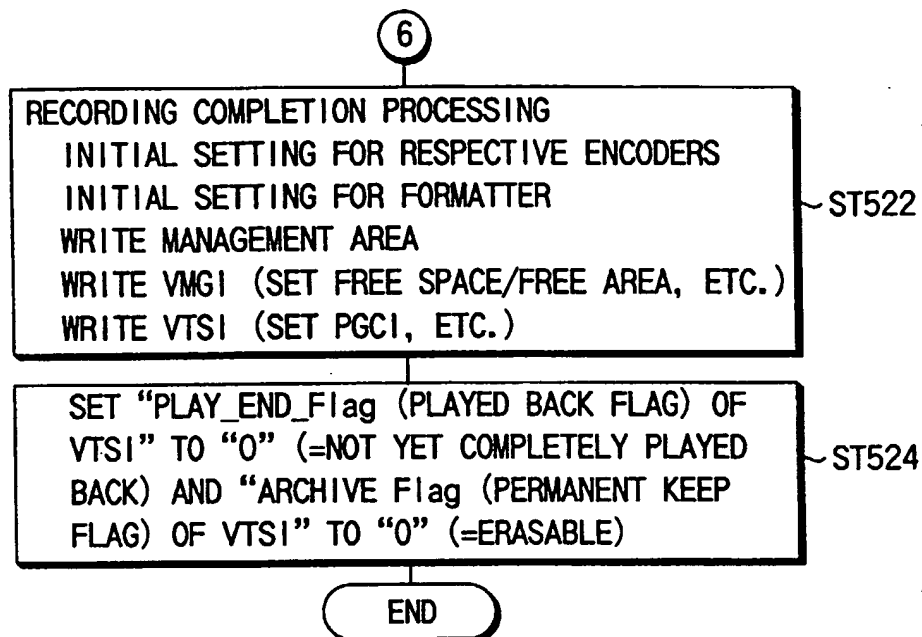 6
RECORDING COMPLETION PROCESSING
INITIAL SETTING FOR RESPECTIVE ENCODERS
INITIAL SETTING FOR FORMATTER
WRITE MANAGEMENT AREA
WRITE VMGI (SET FREE SPACE/FREE AREA, ETC.)
WRITE VTSI (SET PGCI, ETC.)
ST522
SET “PLAY_END_Flag (PLAYED BACK FLAG) OF
VTSI” TO “0” (=NOT YET COMPLETELY PLAYED
BACK) AND “ARCHIVE Flag (PERMANENT KEEP
FLAG) OF VTSI” TO “0” (=ERASABLE)
ST524
END